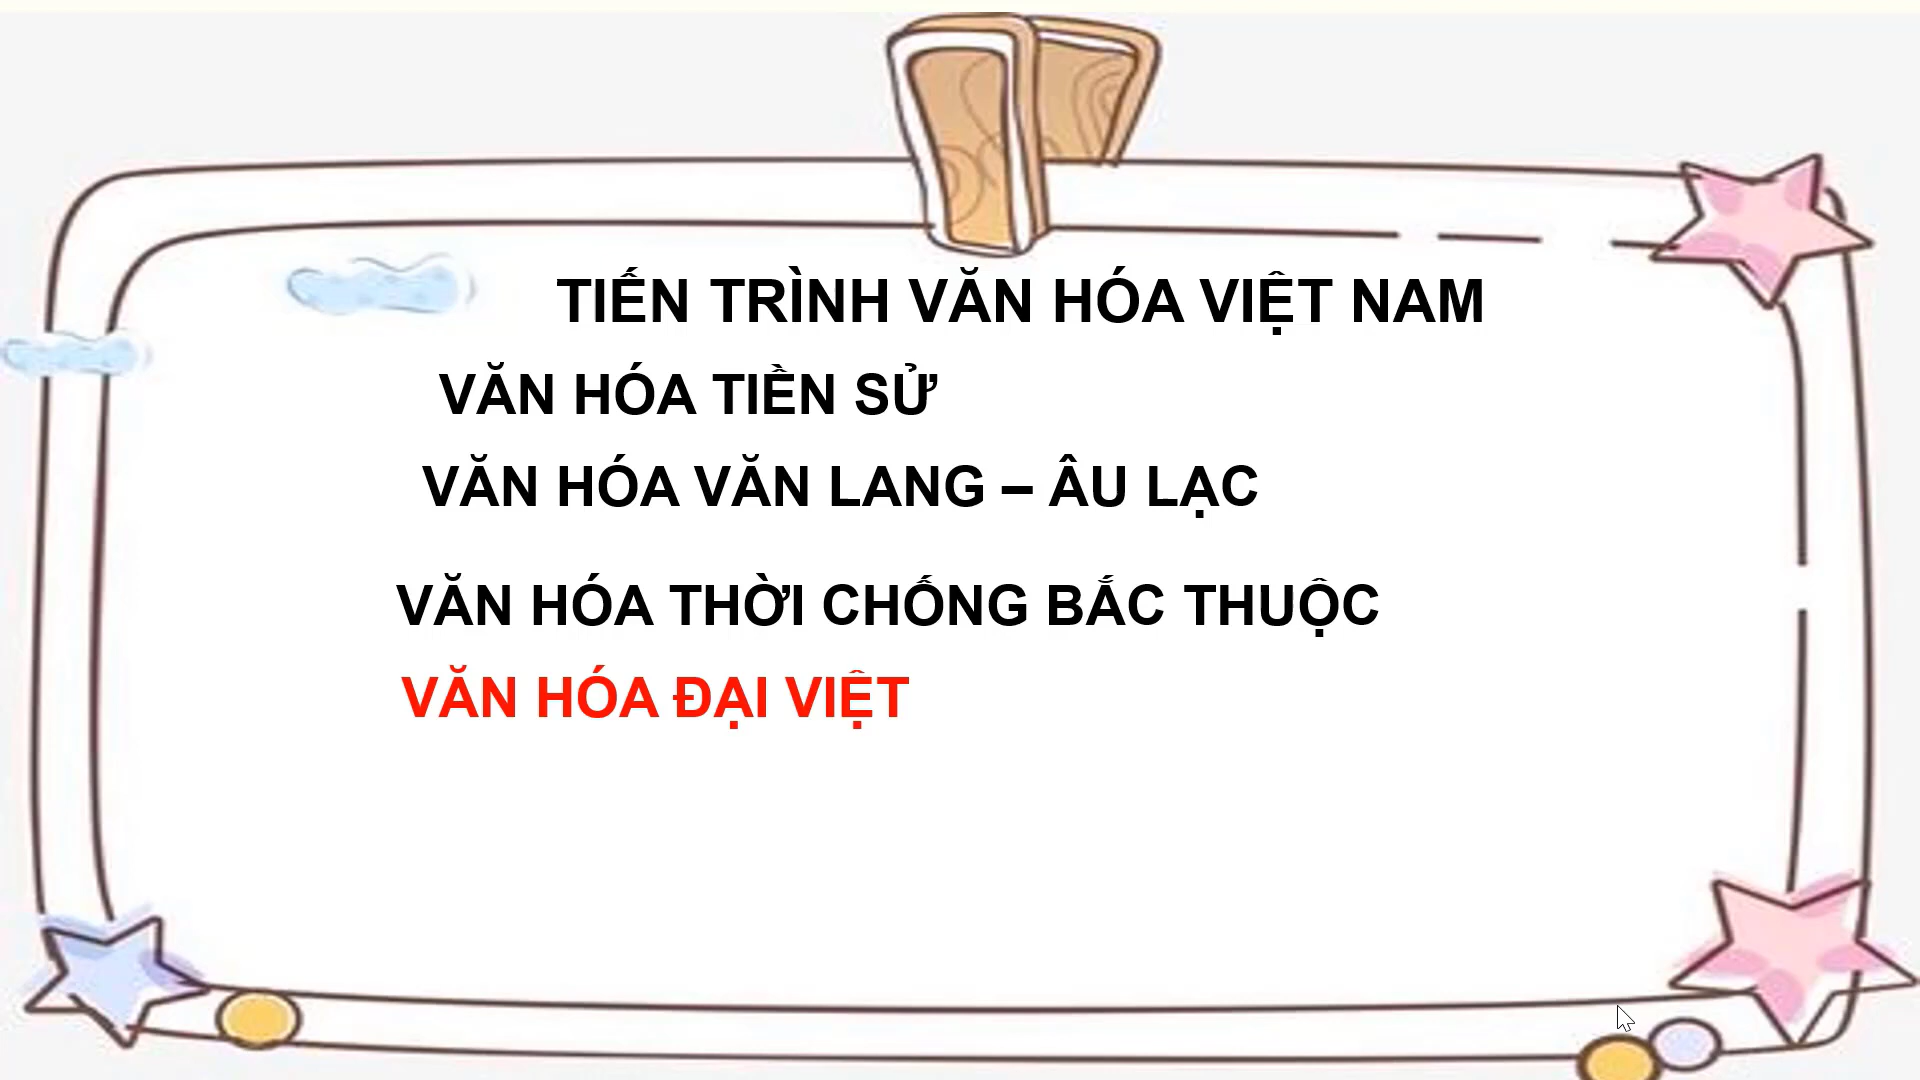 TIẾN TRÌNH VĂN HÓA VIỆT NAM
VĂN HÓA TIỀN SỬ
VĂN HÓA VĂN LANG – ÂU LẠC
VĂN HÓA THỜI CHỐNG BẮC THUỘC
VĂN HÓA ĐẠI VIỆT